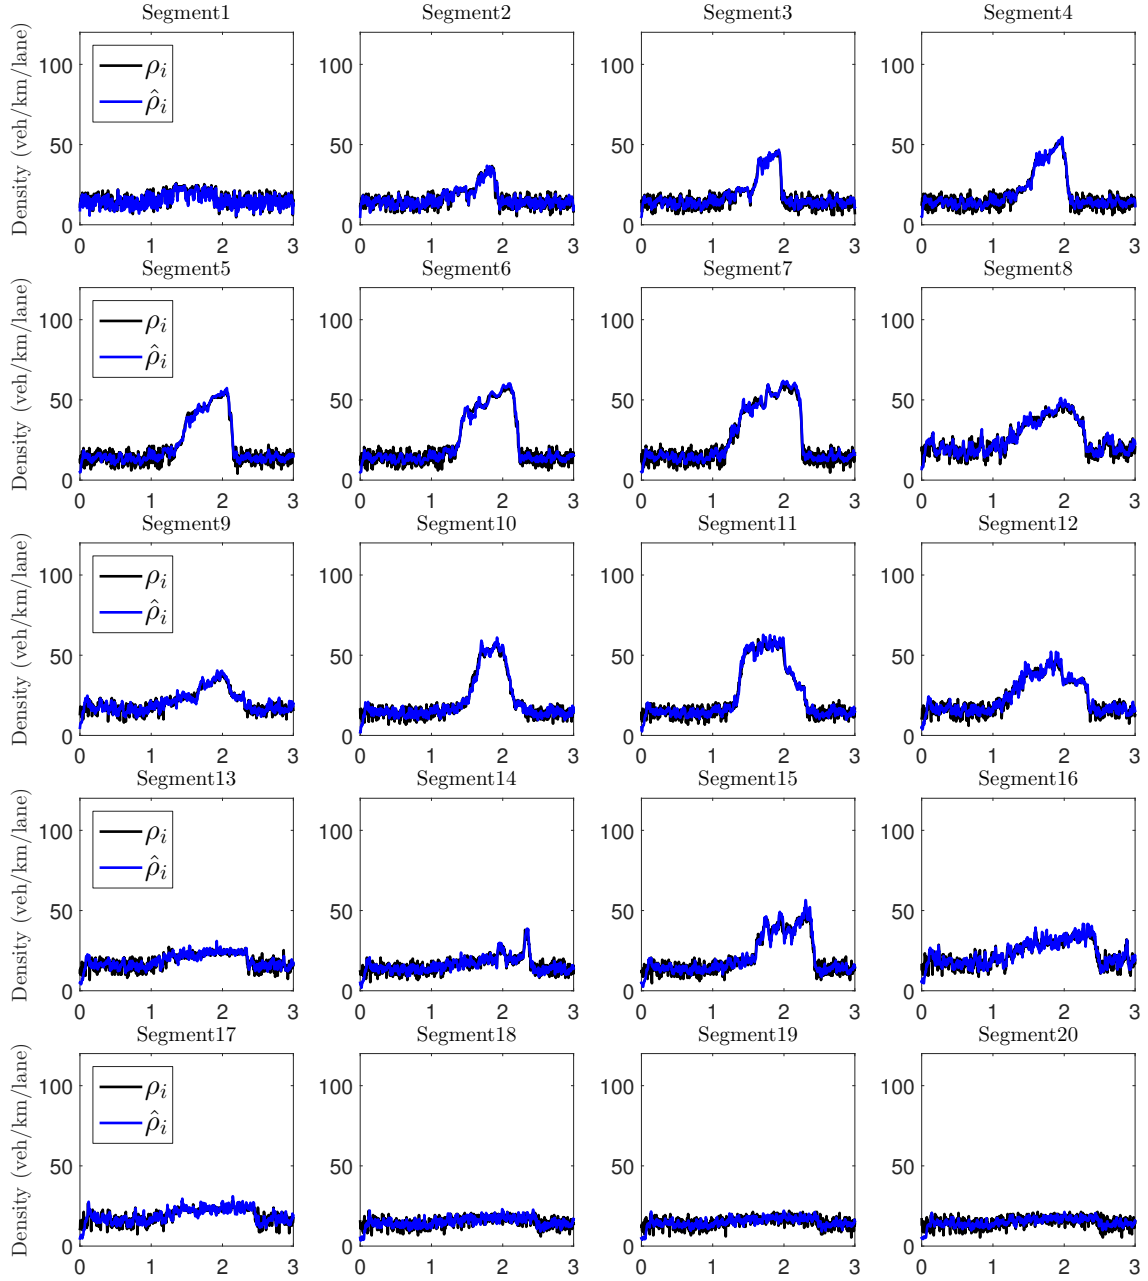 Segment1 Segment2 Segment3 Segment4
Density (veh/km/lane)
100
50
0
ρ_i
ρ̂_i
0 1 2 3
100
50
0
0 1 2 3
100
50
0
0 1 2 3
100
50
0
0 1 2 3
Segment5 Segment6 Segment7 Segment8
Density (veh/km/lane)
100
50
0
ρ_i
ρ̂_i
0 1 2 3
100
50
0
0 1 2 3
100
50
0
0 1 2 3
100
50
0
0 1 2 3
Segment9 Segment10 Segment11 Segment12
Density (veh/km/lane)
100
50
0
ρ_i
ρ̂_i
0 1 2 3
100
50
0
0 1 2 3
100
50
0
0 1 2 3
100
50
0
0 1 2 3
Segment13 Segment14 Segment15 Segment16
Density (veh/km/lane)
100
50
0
ρ_i
ρ̂_i
0 1 2 3
100
50
0
0 1 2 3
100
50
0
0 1 2 3
100
50
0
0 1 2 3
Segment17 Segment18 Segment19 Segment20
Density (veh/km/lane)
100
50
0
ρ_i
ρ̂_i
0 1 2 3
100
50
0
0 1 2 3
100
50
0
0 1 2 3
100
50
0
0 1 2 3